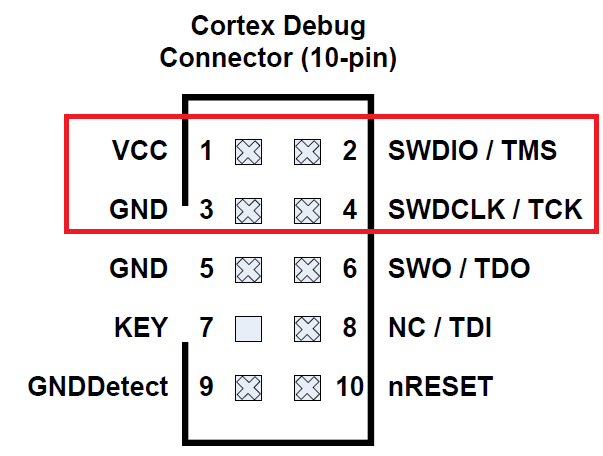 Cortex Debug
Connector (10-pin)
VCC 1 2 SWDIO / TMS
GND 3 4 SWDCLK / TCK
GND 5 6 SWO / TDO
KEY 7 8 NC / TDI
GNDDetect 9 10 nRESET